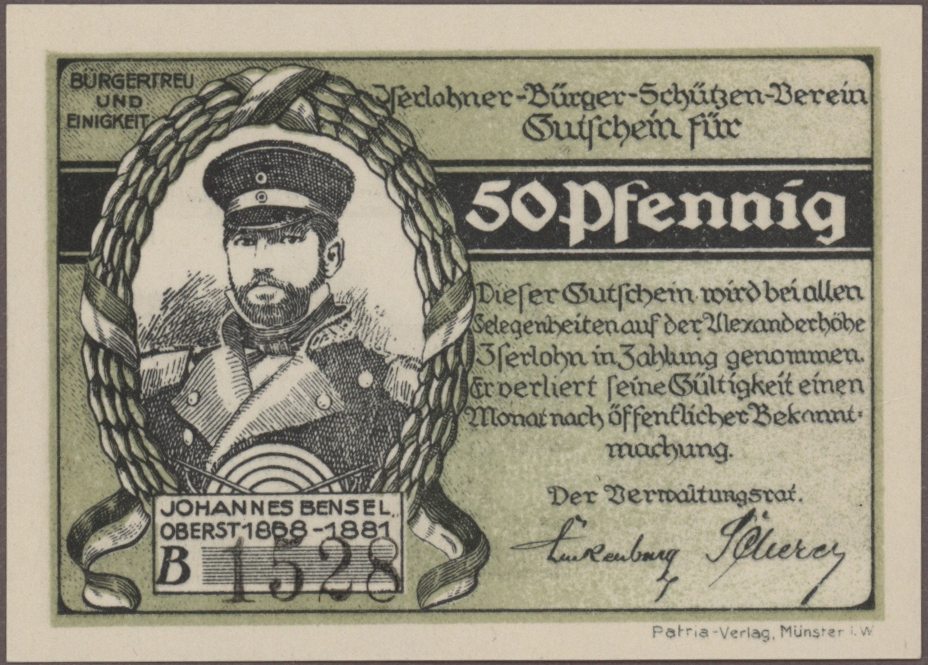 BÜRGERTREU
UND
EINIGKEIT
Iserlohner-Bürger-Schützen-Verein
Gutschein für
50 Pfennig
Dieser Gutschein wird bei allen
Gelegenheiten auf der Alexanderhöhe
Iserlohn in Zahlung genommen.
Er verliert seine Gültigkeit einen
Monat nach öffentlicher Bekannt-
machung.
Der Verwaltungsrat.
JOHANNES BENSEL,
OBERST 1868-1881
B 1528
Patria-Verlag, Münster i. W